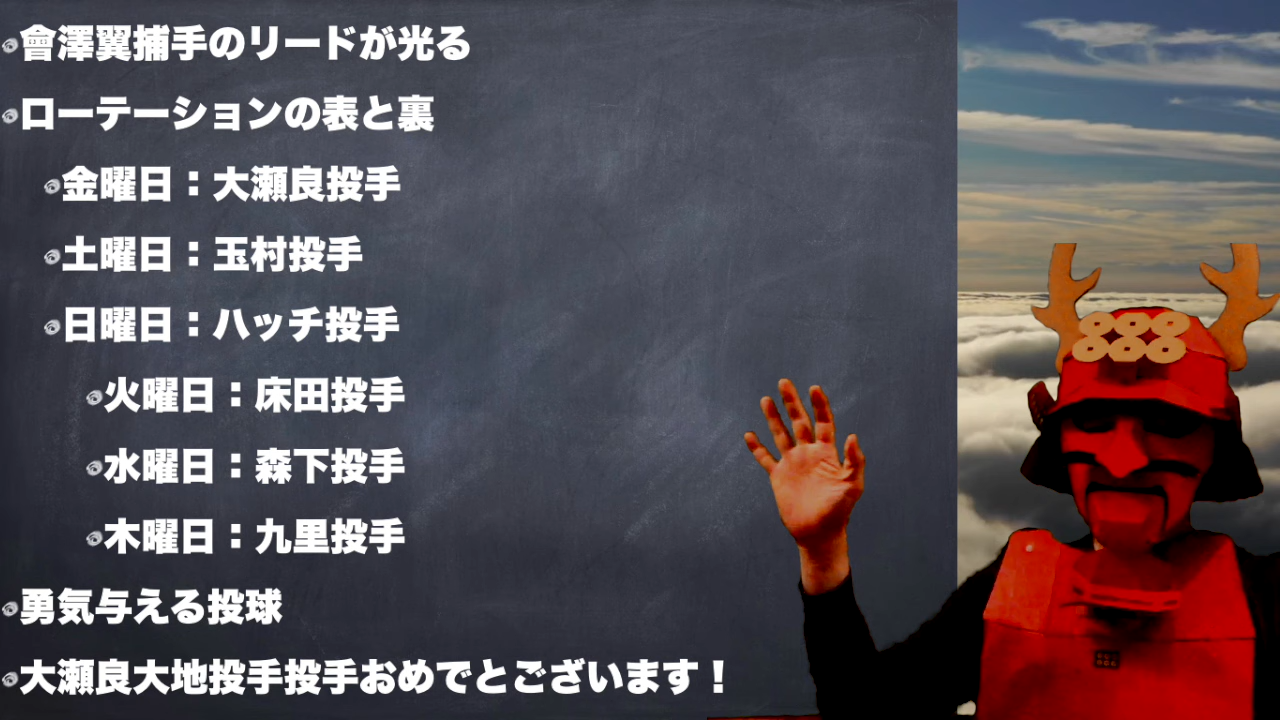 會澤翼捕手のリードが光る
ローテーションの表と裏
金曜日：大瀬良投手
土曜日：玉村投手
日曜日：ハッチ投手
火曜日：床田投手
水曜日：森下投手
木曜日：九里投手
勇気与える投球
大瀬良大地投手投手おめでとございます！